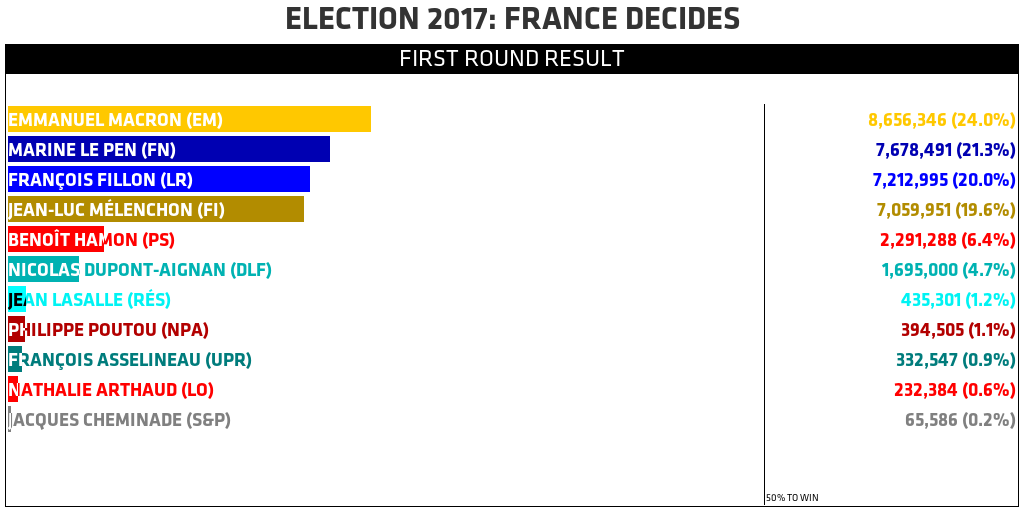 ELECTION 2017: FRANCE DECIDES
FIRST ROUND RESULT
EMMANUEL MACRON (EM) 8,656,346 (24.0%)
MARINE LE PEN (FN) 7,678,491 (21.3%)
FRANÇOIS FILLON (LR) 7,212,995 (20.0%)
JEAN-LUC MÉLENCHON (FI) 7,059,951 (19.6%)
BENOÎT HAMON (PS) 2,291,288 (6.4%)
NICOLAS DUPONT-AIGNAN (DLF) 1,695,000 (4.7%)
JEAN LASALLE (RÉS) 435,301 (1.2%)
PHILIPPE POUTOU (NPA) 394,505 (1.1%)
FRANÇOIS ASSELINEAU (UPR) 332,547 (0.9%)
NATHALIE ARTHAUD (LO) 232,384 (0.6%)
JACQUES CHEMINADE (S&P) 65,586 (0.2%)
50% TO WIN